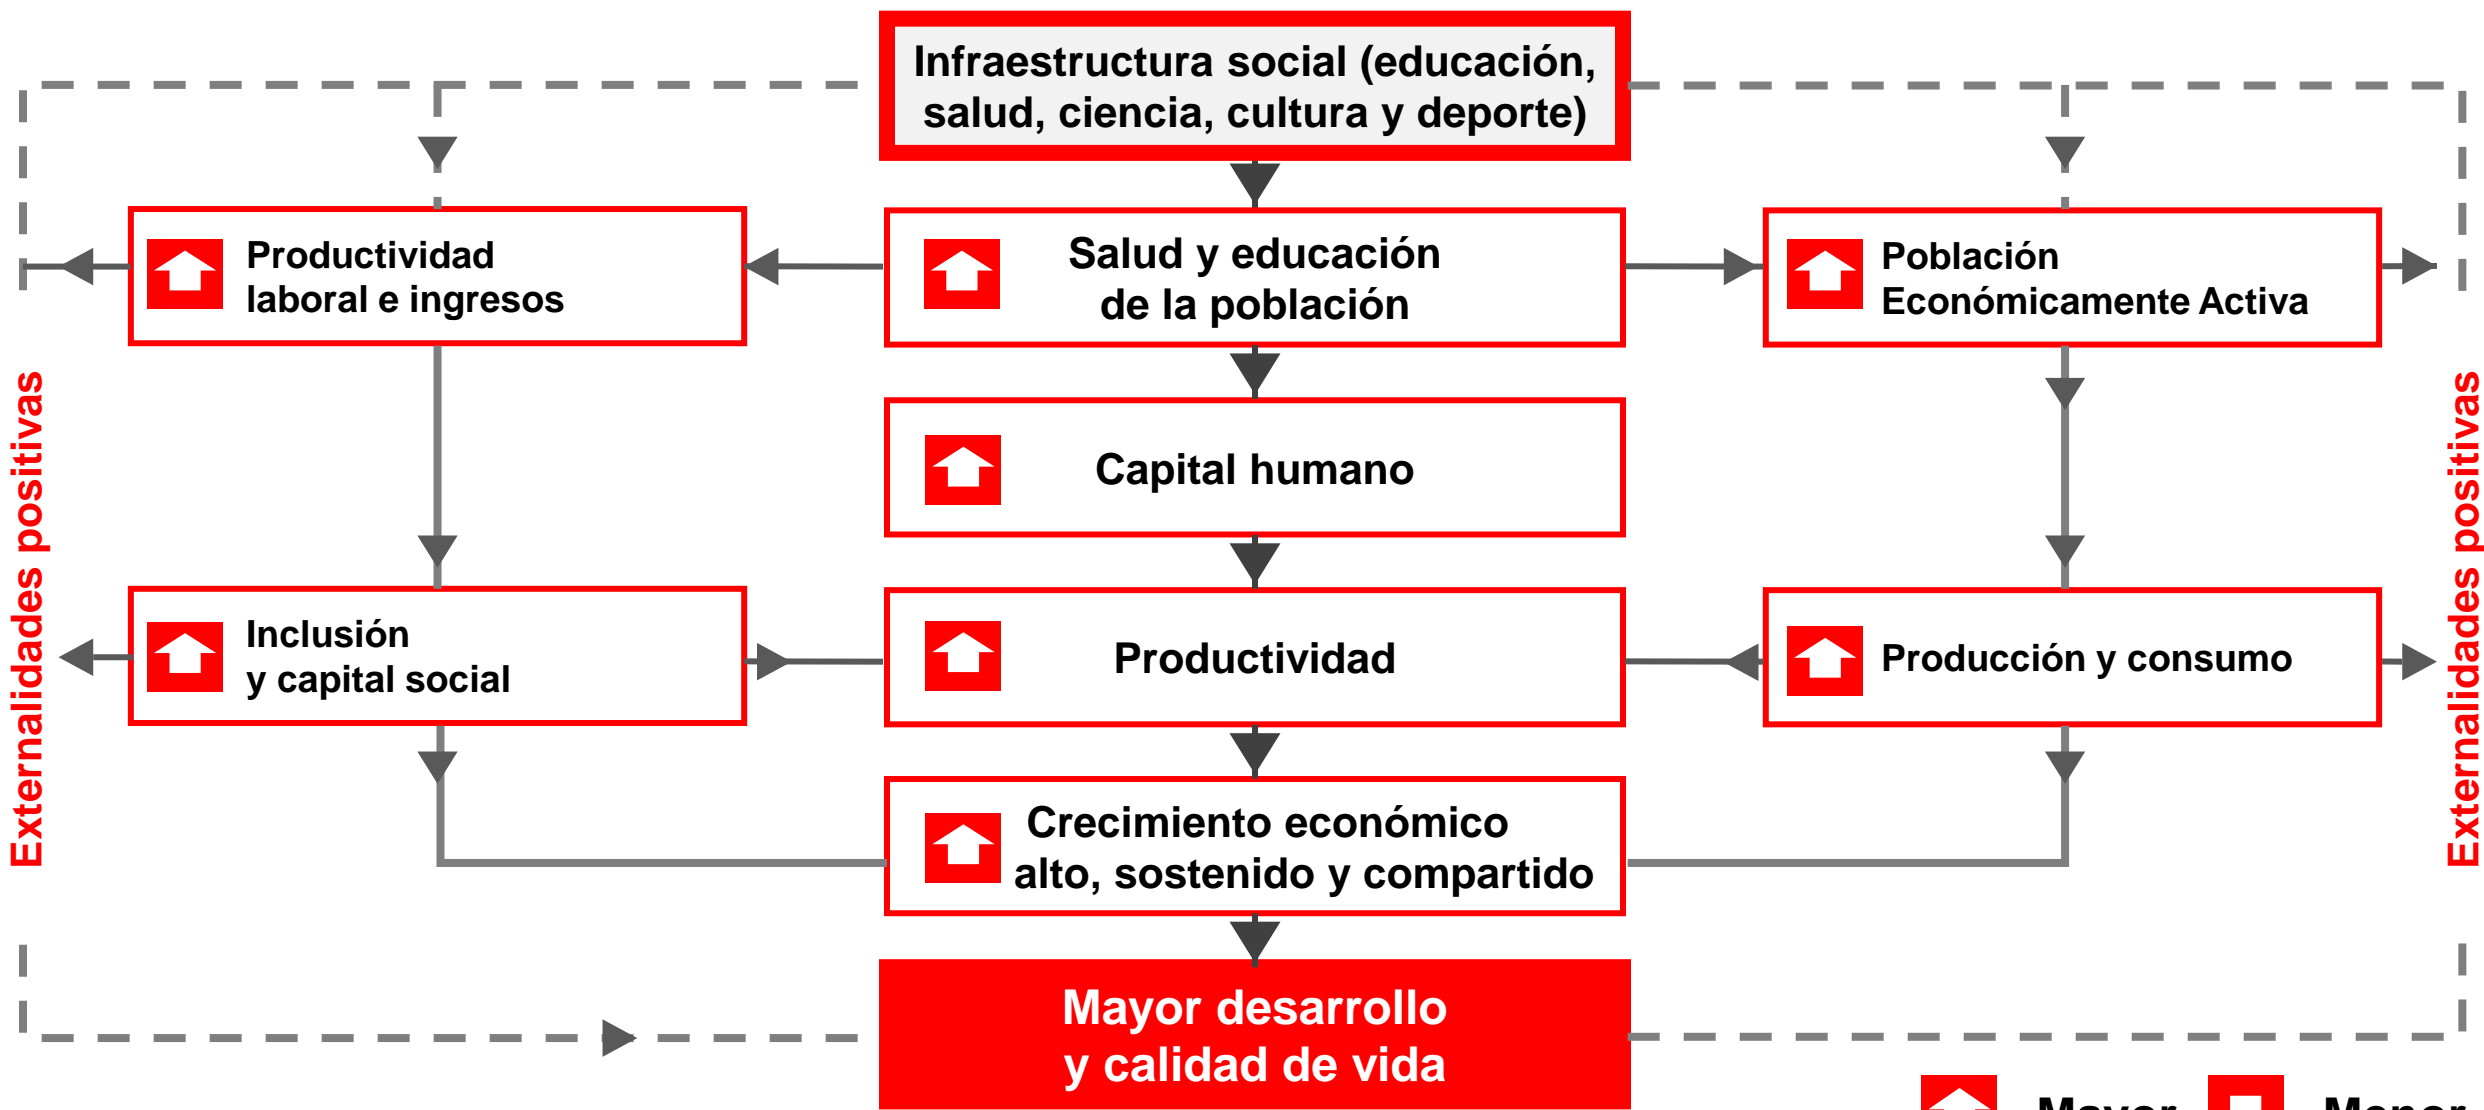 Infraestructura social (educación,
salud, ciencia, cultura y deporte)
Productividad
laboral e ingresos
Salud y educación
de la población
Población
Económicamente Activa
Externalidades positivas
Capital humano
Externalidades positivas
Inclusión
y capital social
Productividad
Producción y consumo
Crecimiento económico
alto, sostenido y compartido
Mayor desarrollo
y calidad de vida
Mayor
Menor